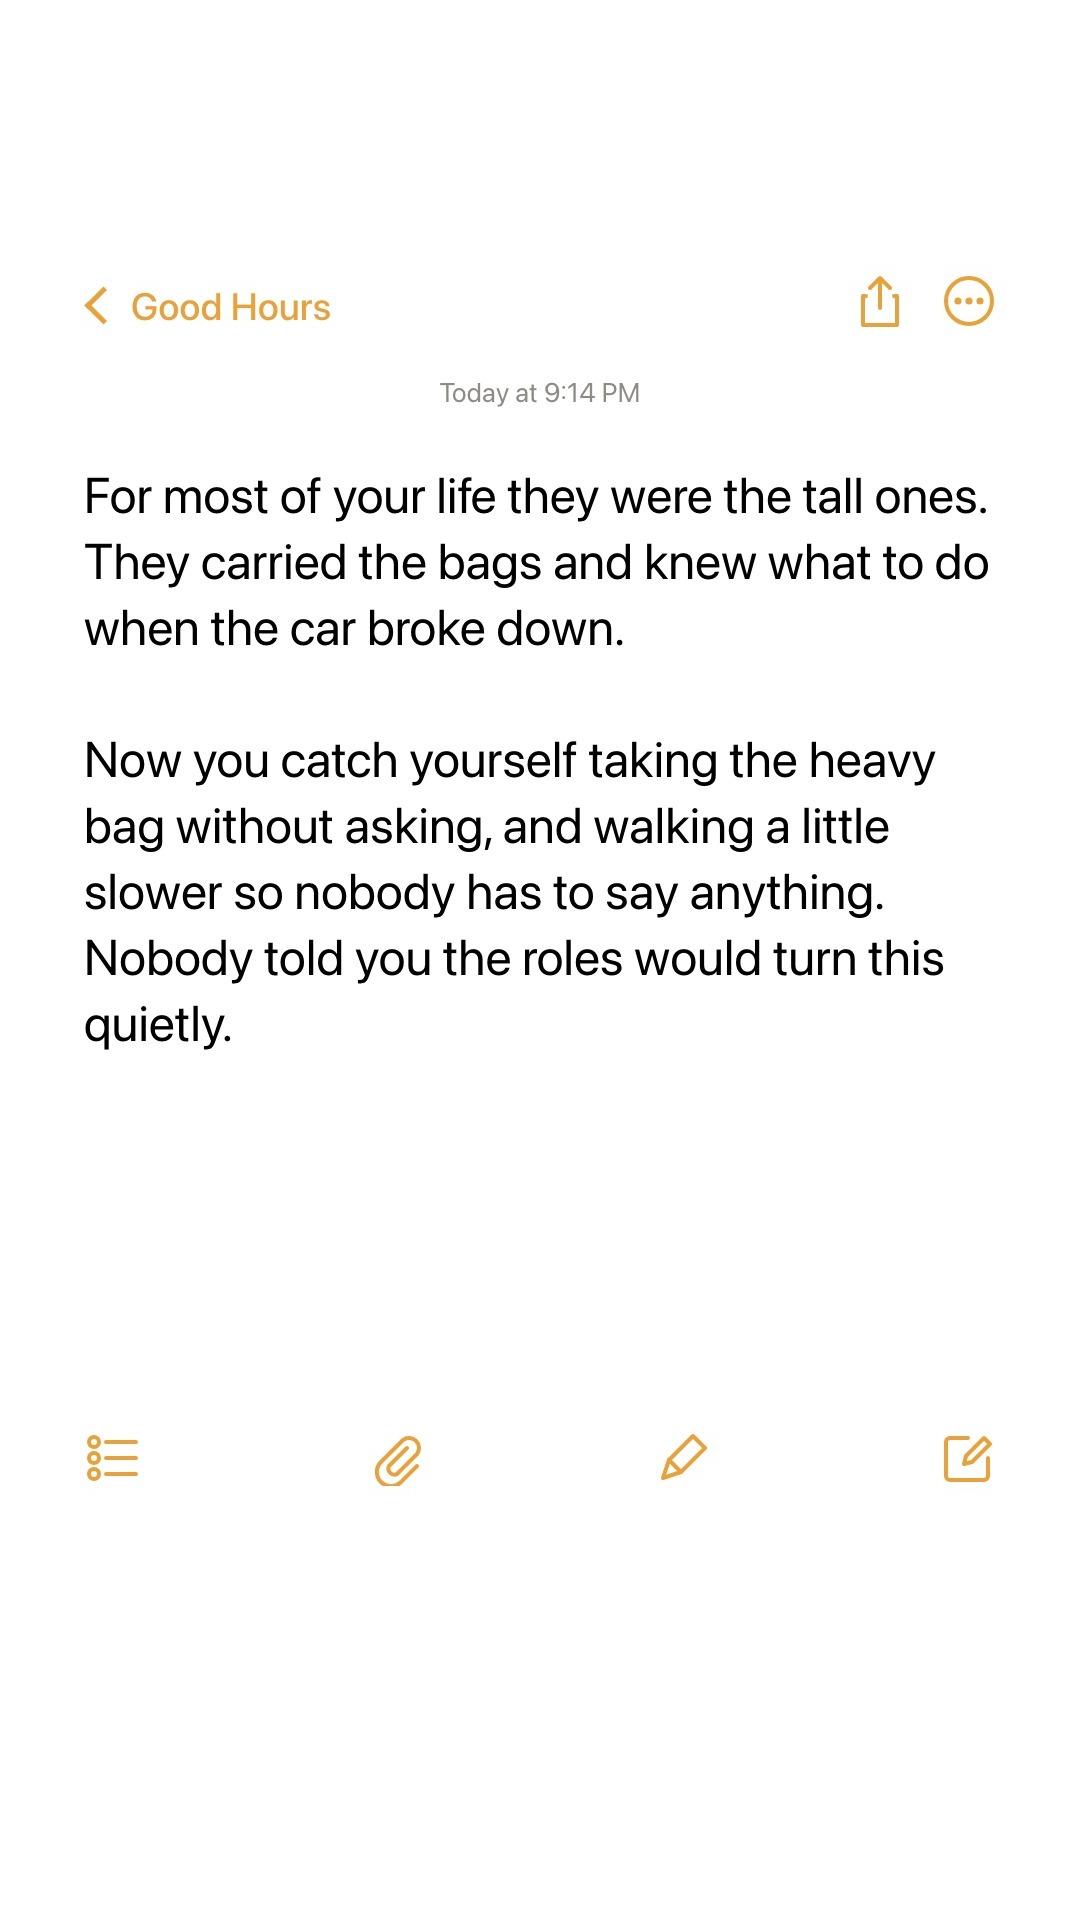 Good Hours
Today at 9:14 PM
For most of your life they were the tall ones.
They carried the bags and knew what to do
when the car broke down.
Now you catch yourself taking the heavy
bag without asking, and walking a little
slower so nobody has to say anything.
Nobody told you the roles would turn this
quietly.